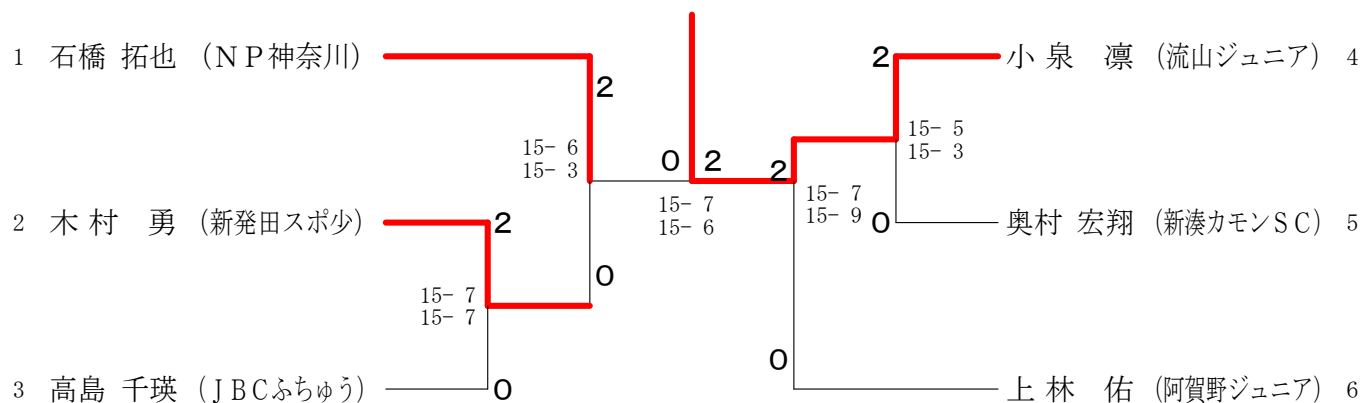 1 石橋 拓也 (ＮＰ神奈川)
2
15- 6
15- 3
2 木村 勇 (新発田スポ少)
2
0
15- 7
15- 7
3 高島 千瑛 (ＪＢＣふちゅう)
0
0 2
15- 7
15- 6
2 小泉 凛 (流山ジュニア) 4
15- 5
15- 3
2
15- 7
15- 9
0 奥村 宏翔 (新湊カモンＳＣ) 5
0
上林 佑 (阿賀野ジュニア) 6